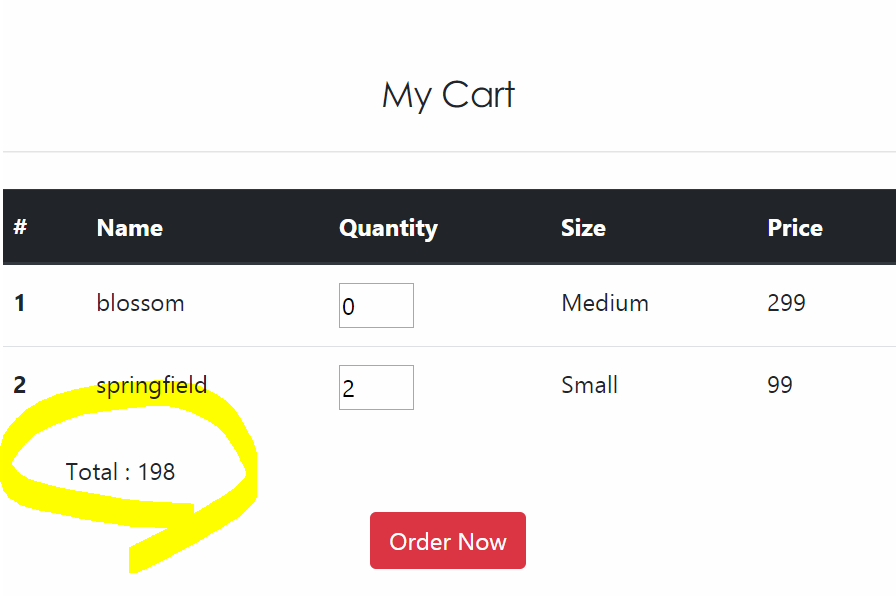 My Cart
# Name Quantity Size Price
1 blossom 0 Medium 299
2 springfield 2 Small 99
Total : 198
Order Now